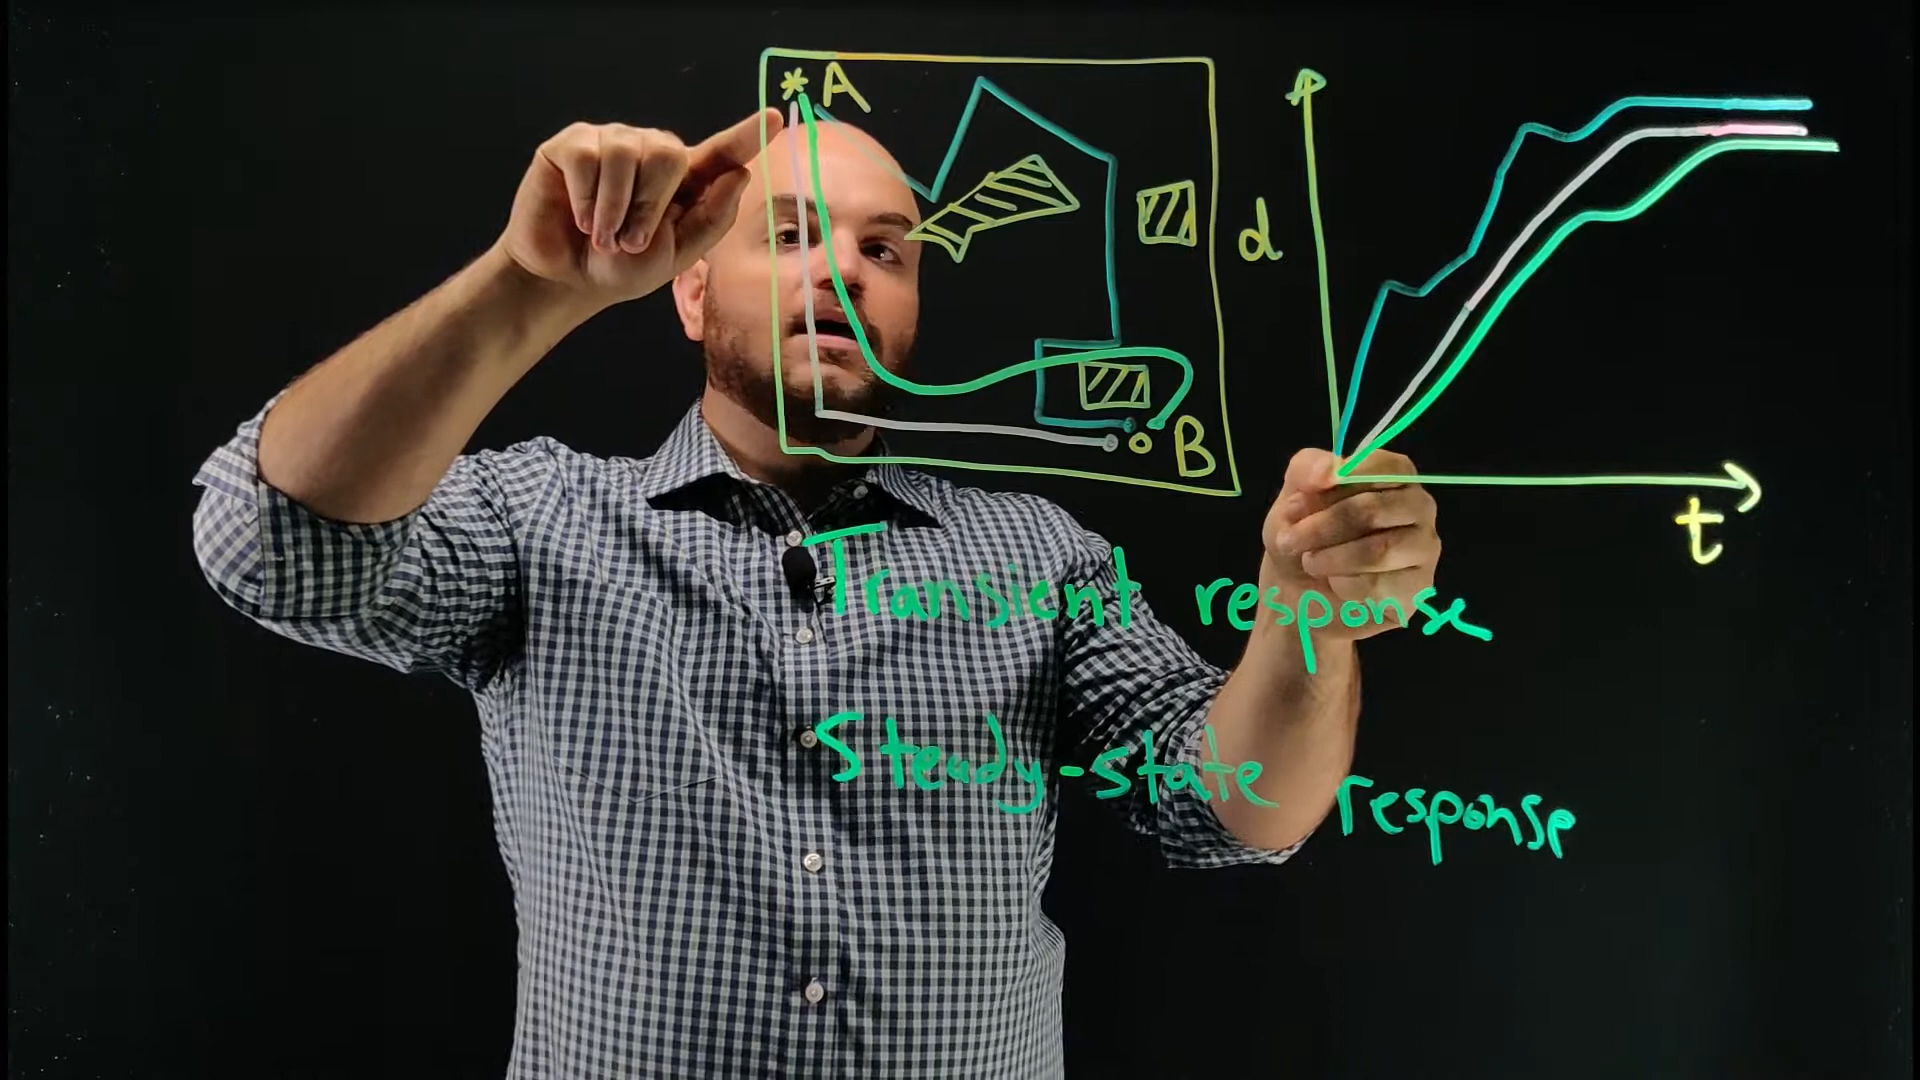 * A
d
B
t
Transient response
Steady-state response